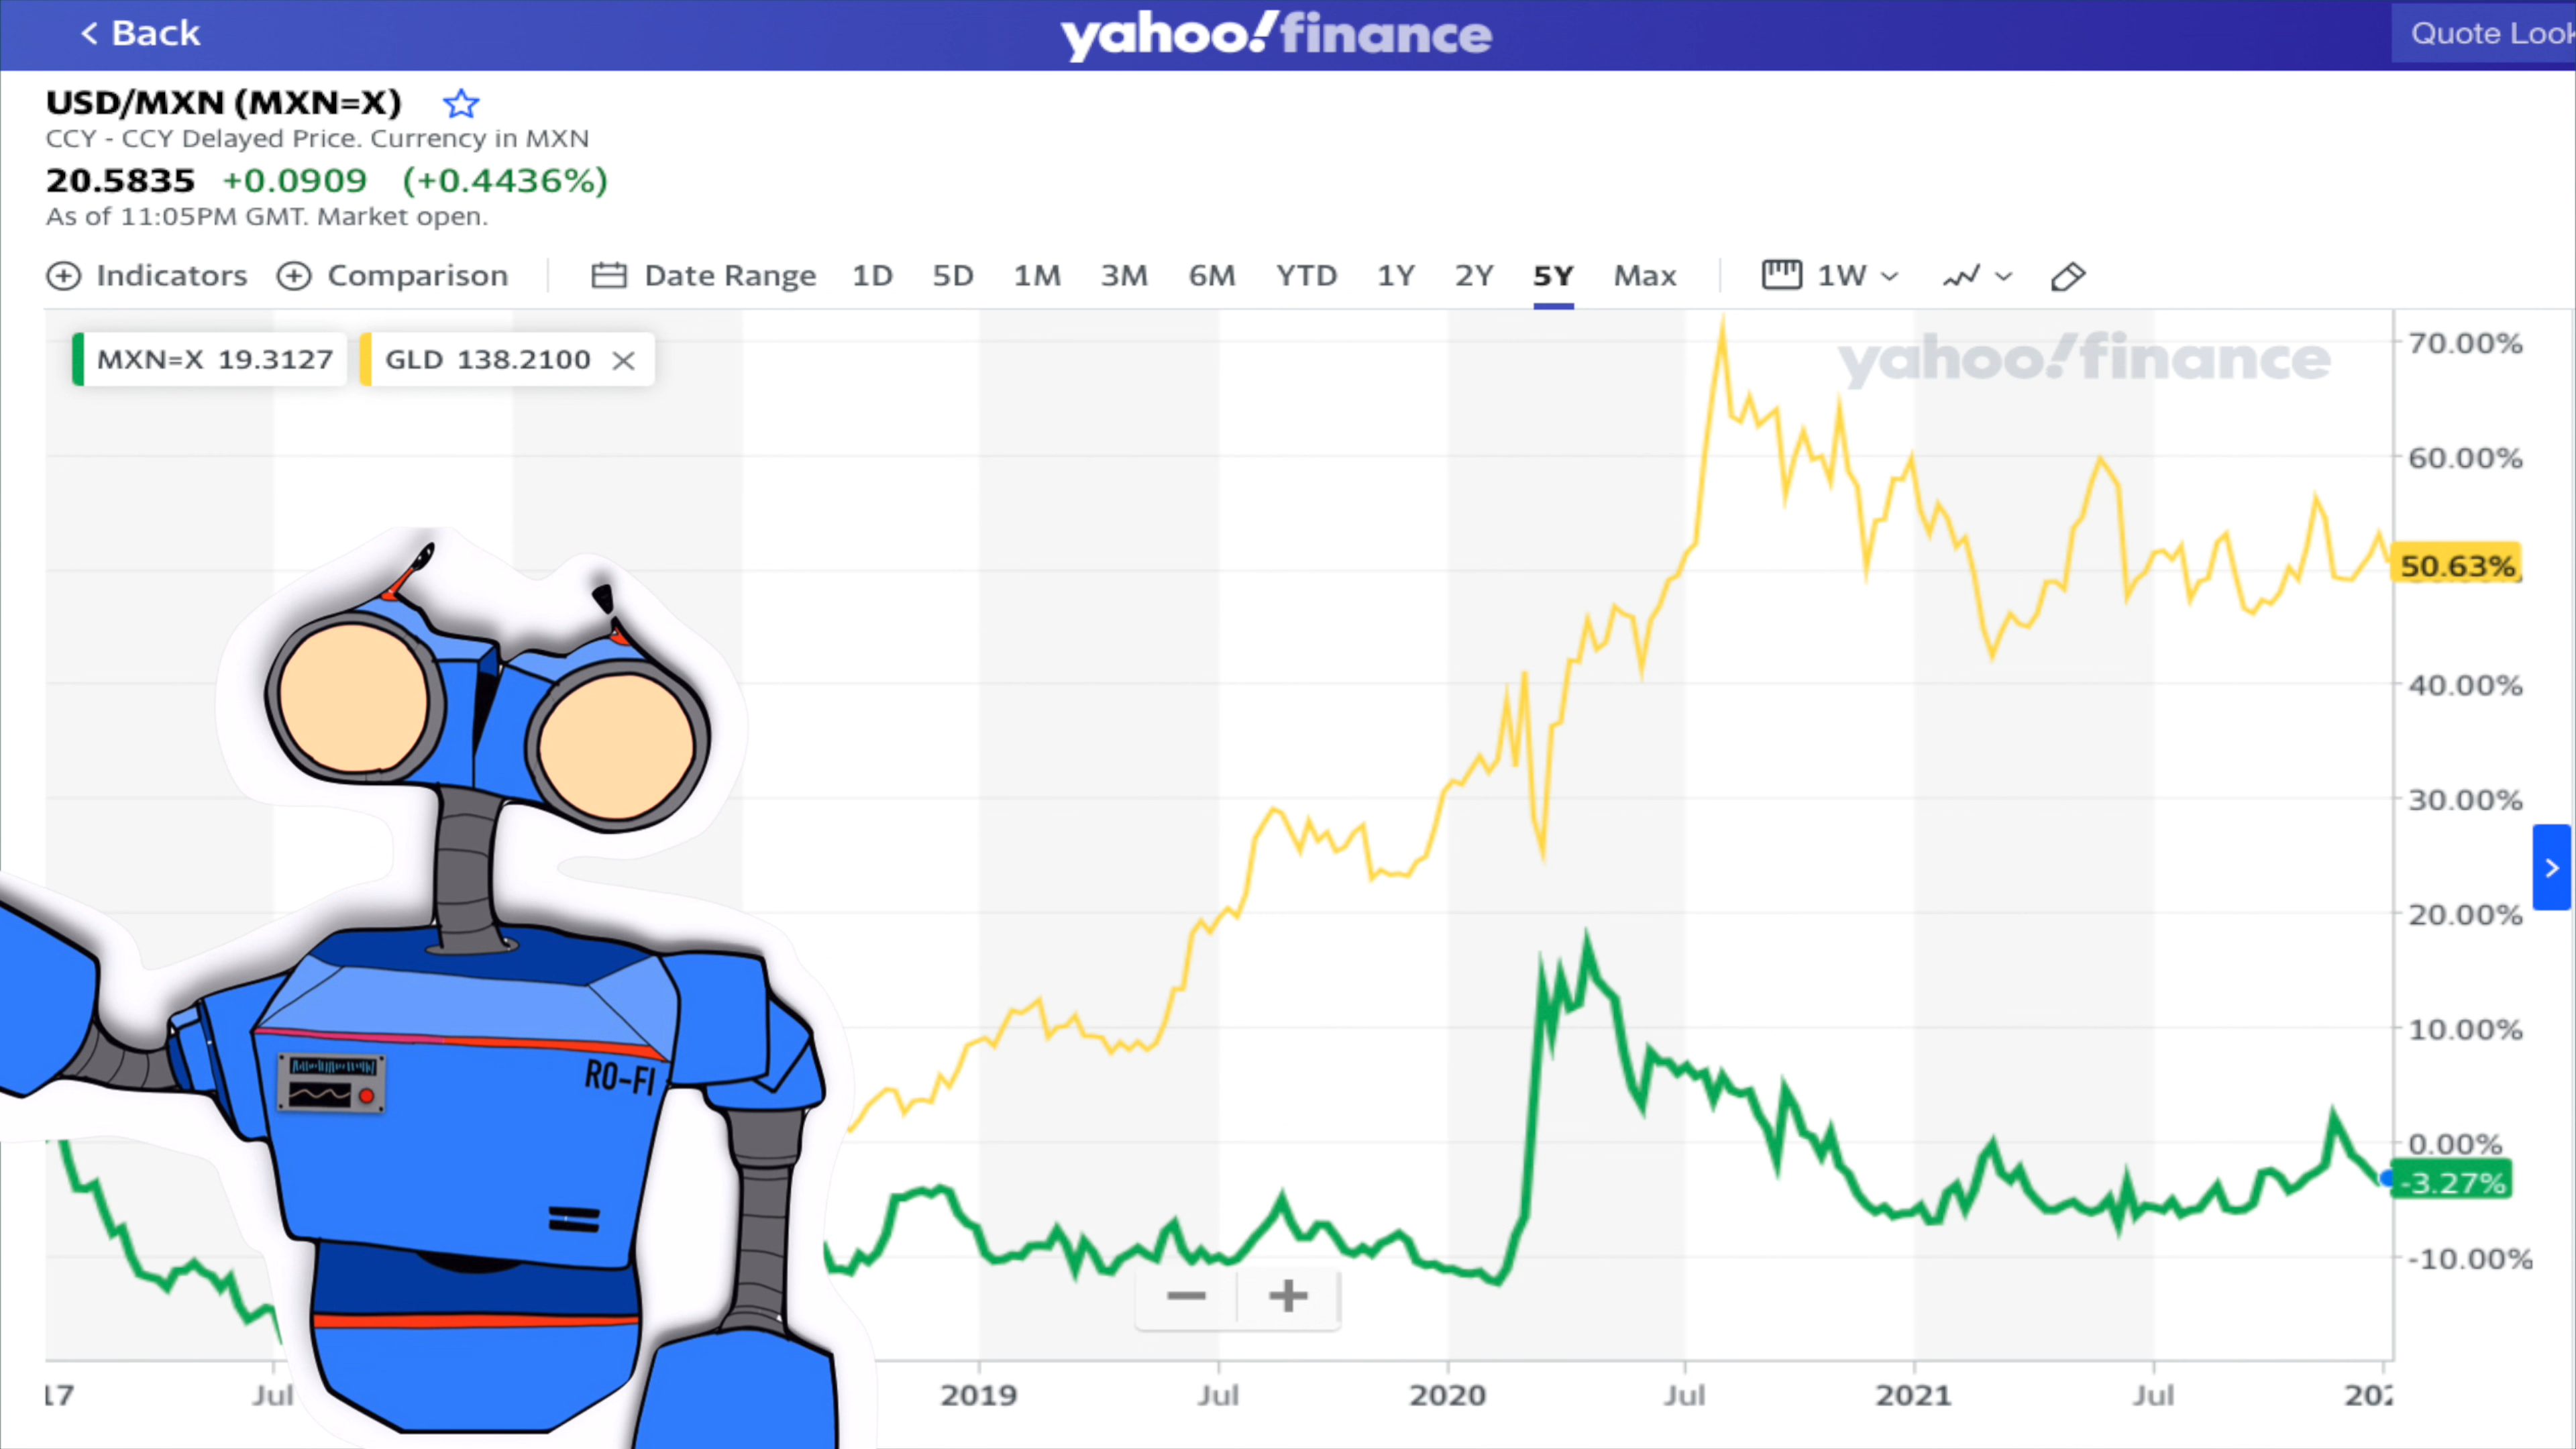 < Back
yahoo!finance
Quote Look
USD/MXN (MXN=X)
CCY - CCY Delayed Price. Currency in MXN
20.5835 +0.0909 (+0.4436%)
As of 11:05PM GMT. Market open.
Indicators Comparison Date Range 1D 5D 1M 3M 6M YTD 1Y 2Y 5Y Max 1W
MXN=X 19.3127 GLD 138.2100
yahoo!finance
70.00%
60.00%
50.63%
40.00%
30.00%
20.00%
10.00%
0.00%
-3.27%
-10.00%
RO-FI
17 Jul 2019 Jul 2020 Jul 2021 Jul 202